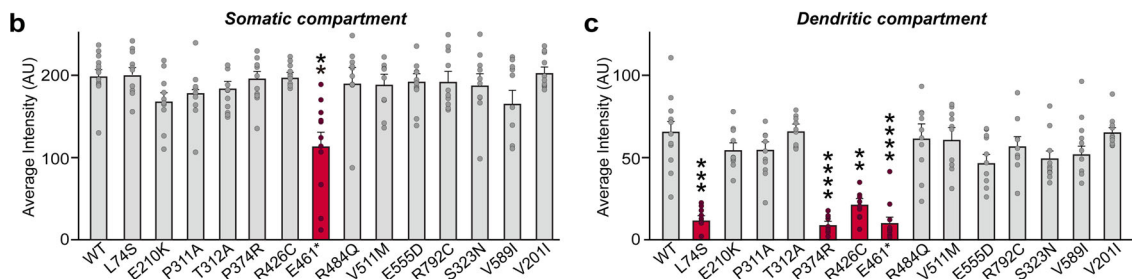 b
Somatic compartment
Average Intensity (AU)
200
100
0
**
WT
L74S
E210K
P311A
T312A
P374R
R426C
E461*
R484Q
V511M
E555D
R792C
S323N
V589I
V201I
c
Dendritic compartment
Average Intensity (AU)
100
50
0
***
****
**
****
WT
L74S
E210K
P311A
T312A
P374R
R426C
E461*
R484Q
V511M
E555D
R792C
S323N
V589I
V201I